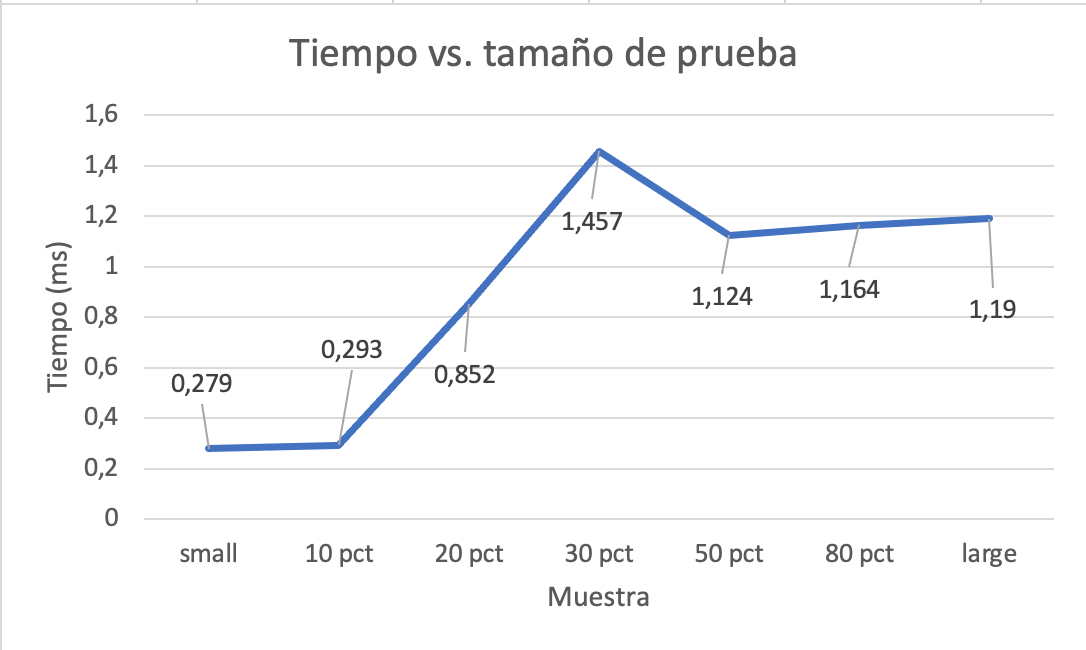 Tiempo vs. tamaño de prueba
1,6
1,4
1,2
1
0,8
0,6
0,4
0,2
0
Tiempo (ms)
0,279
0,293
0,852
1,457
1,124
1,164
1,19
small
10 pct
20 pct
30 pct
50 pct
80 pct
large
Muestra